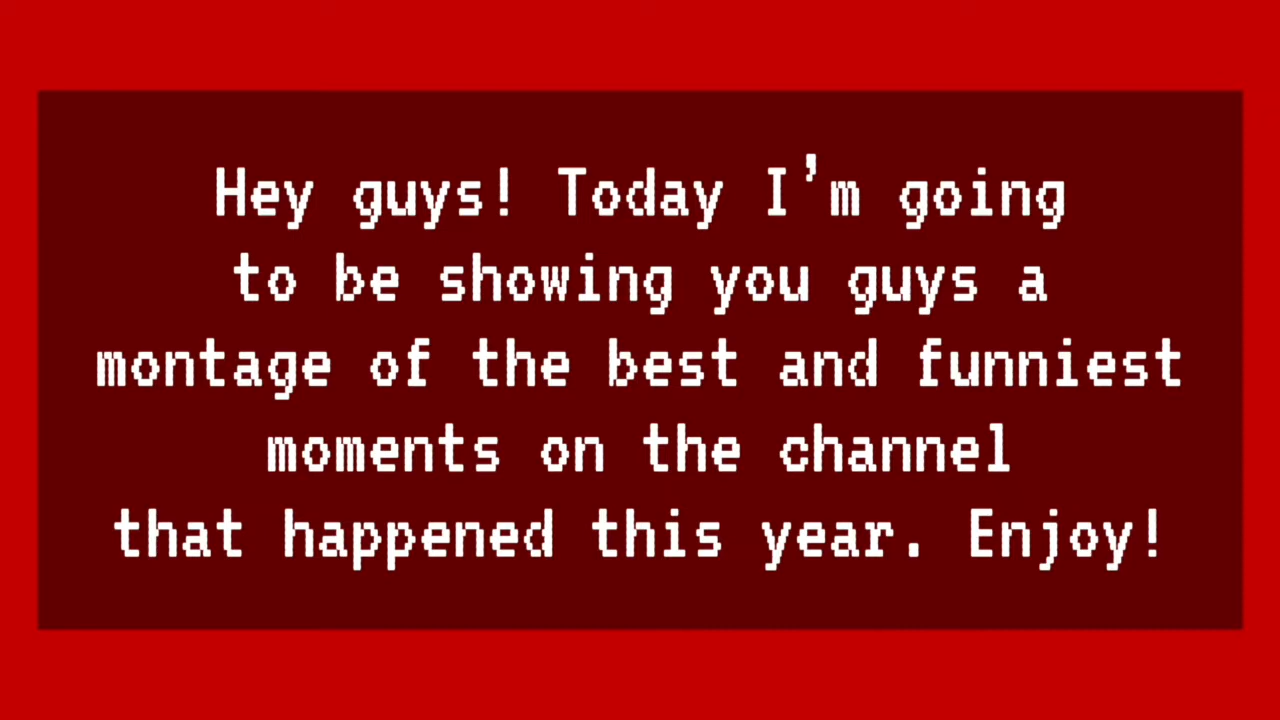 Hey guys! Today I’m going
to be showing you guys a
montage of the best and funniest
moments on the channel
that happened this year. Enjoy!